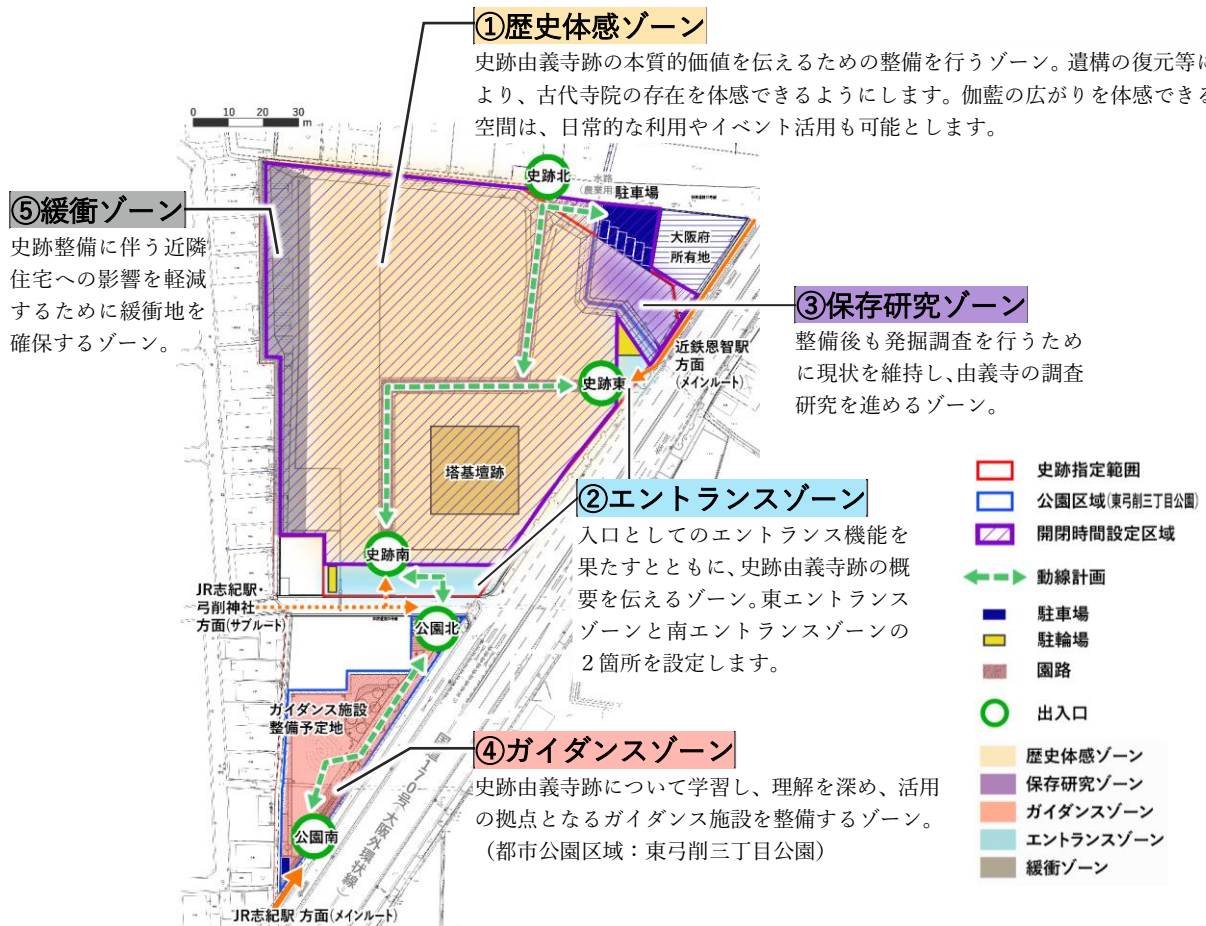 ①歴史体感ゾーン
史跡由義寺跡の本質的価値を伝えるための整備を行うゾーン。遺構の復元等に
より、古代寺院の存在を体感できるようにします。伽藍の広がりを体感できる
空間は、日常的な利用やイベント活用も可能とします。
0 10 20 30
m
史跡北
水路
(農業用)
駐車場
大阪府
所有地
⑤緩衝ゾーン
史跡整備に伴う近隣
住宅への影響を軽減
するために緩衝地を
確保するゾーン。
③保存研究ゾーン
整備後も発掘調査を行うため
に現状を維持し、由義寺の調査
研究を進めるゾーン。
近鉄恩智駅
方面
(メインルート)
史跡東
塔基壇跡
②エントランスゾーン
入口としてのエントランス機能を
果たすとともに、史跡由義寺跡の概
要を伝えるゾーン。東エントランス
ゾーンと南エントランスゾーンの
2箇所を設定します。
史跡南
JR志紀駅・
弓削神社
方面(サブルート)
公園北
ガイダンス施設
整備予定地
④ガイダンスゾーン
史跡由義寺跡について学習し、理解を深め、活用
の拠点となるガイダンス施設を整備するゾーン。
(都市公園区域:東弓削三丁目公園)
国道170号(大阪外環状線)
公園南
JR志紀駅 方面(メインルート)
史跡指定範囲
公園区域(東弓削三丁目公園)
開閉時間設定区域
動線計画
駐車場
駐輪場
園路
出入口
歴史体感ゾーン
保存研究ゾーン
ガイダンスゾーン
エントランスゾーン
緩衝ゾーン